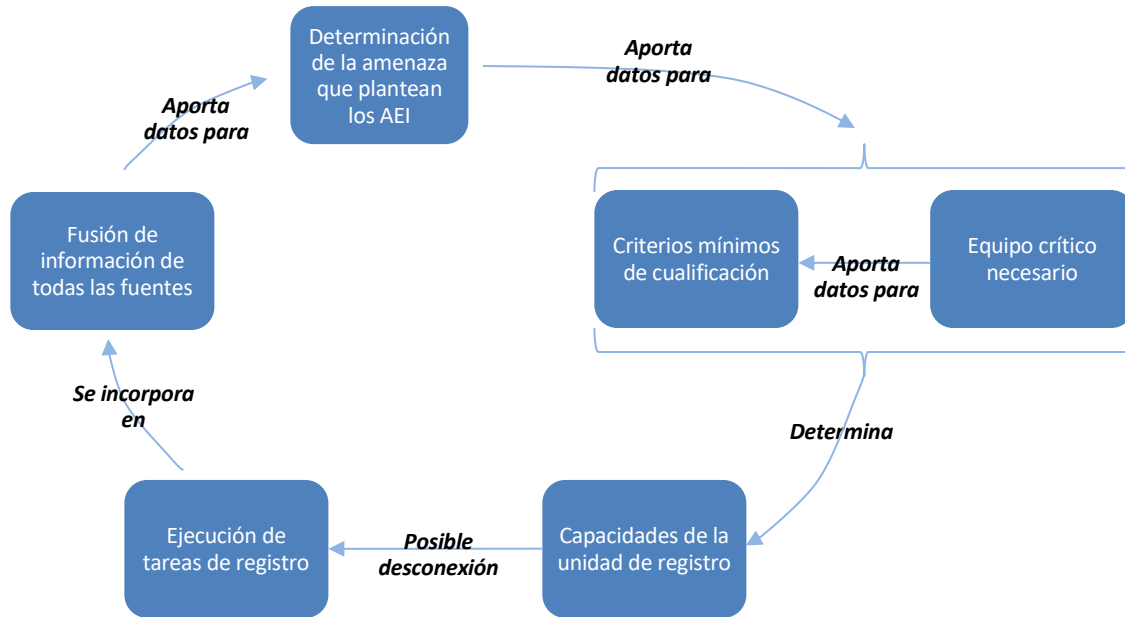 Determinación
de la amenaza
que plantean
los AEI
Aporta
datos para
Criterios mínimos
de cualificación
Aporta
datos para
Equipo crítico
necesario
Determina
Capacidades de la
unidad de registro
Posible
desconexión
Ejecución de
tareas de registro
Se incorpora
en
Fusión de
información de
todas las fuentes
Aporta
datos para